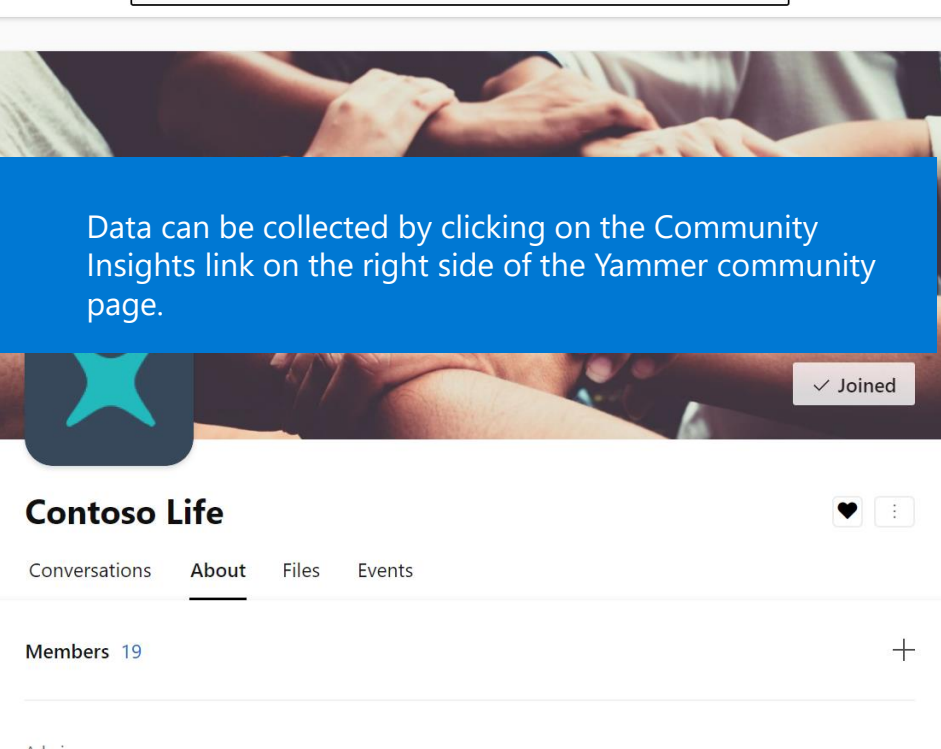 Data can be collected by clicking on the Community
Insights link on the right side of the Yammer community
page.
Joined
Contoso Life
Conversations About Files Events
Members 19